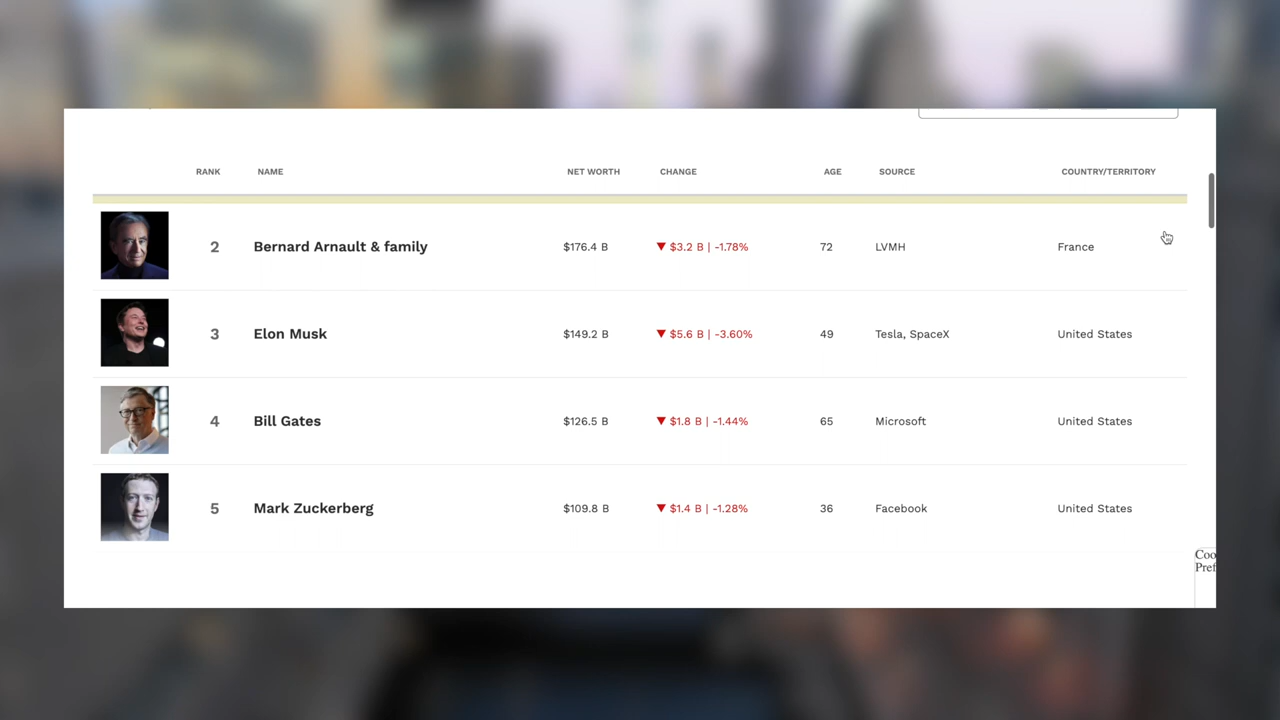 RANK NAME NET WORTH CHANGE AGE SOURCE COUNTRY/TERRITORY
2 Bernard Arnault & family $176.4 B ▼ $3.2 B | -1.78% 72 LVMH France
3 Elon Musk $149.2 B ▼ $5.6 B | -3.60% 49 Tesla, SpaceX United States
4 Bill Gates $126.5 B ▼ $1.8 B | -1.44% 65 Microsoft United States
5 Mark Zuckerberg $109.8 B ▼ $1.4 B | -1.28% 36 Facebook United States
Coo
Pref